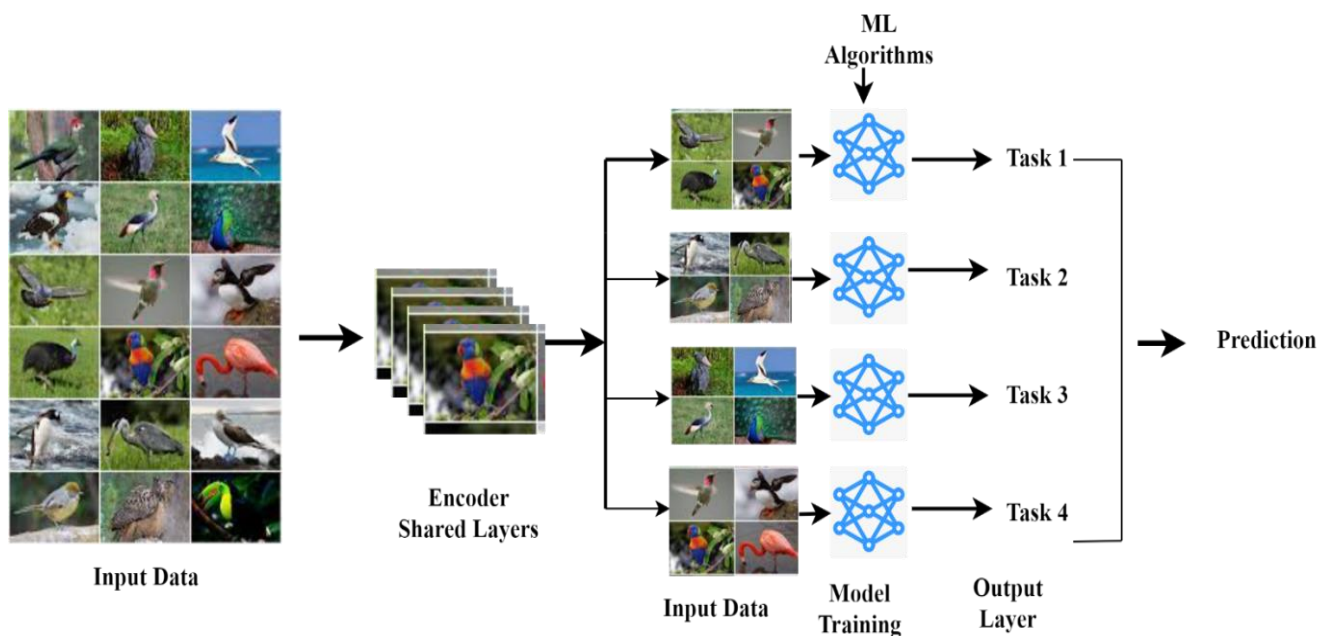 ML
Algorithms
Task 1
Task 2
Prediction
Task 3
Encoder
Shared Layers
Task 4
Input Data
Input Data
Model
Training
Output
Layer